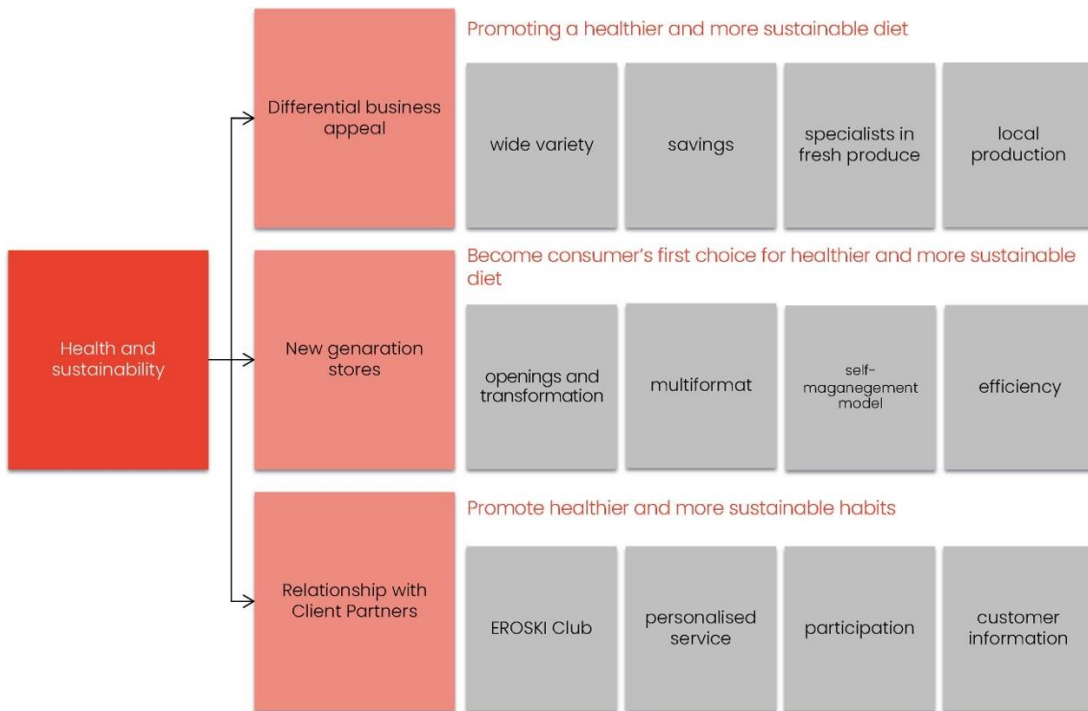 Promoting a healthier and more sustainable diet
Differential business
appeal
wide variety
savings
specialists in
fresh produce
local
production
Health and
sustainability
Become consumer's first choice for healthier and more sustainable
diet
New genaration
stores
openings and
transformation
multiformat
self-
maganegement
model
efficiency
Promote healthier and more sustainable habits
Relationship with
Client Partners
EROSKI Club
personalised
service
participation
customer
information